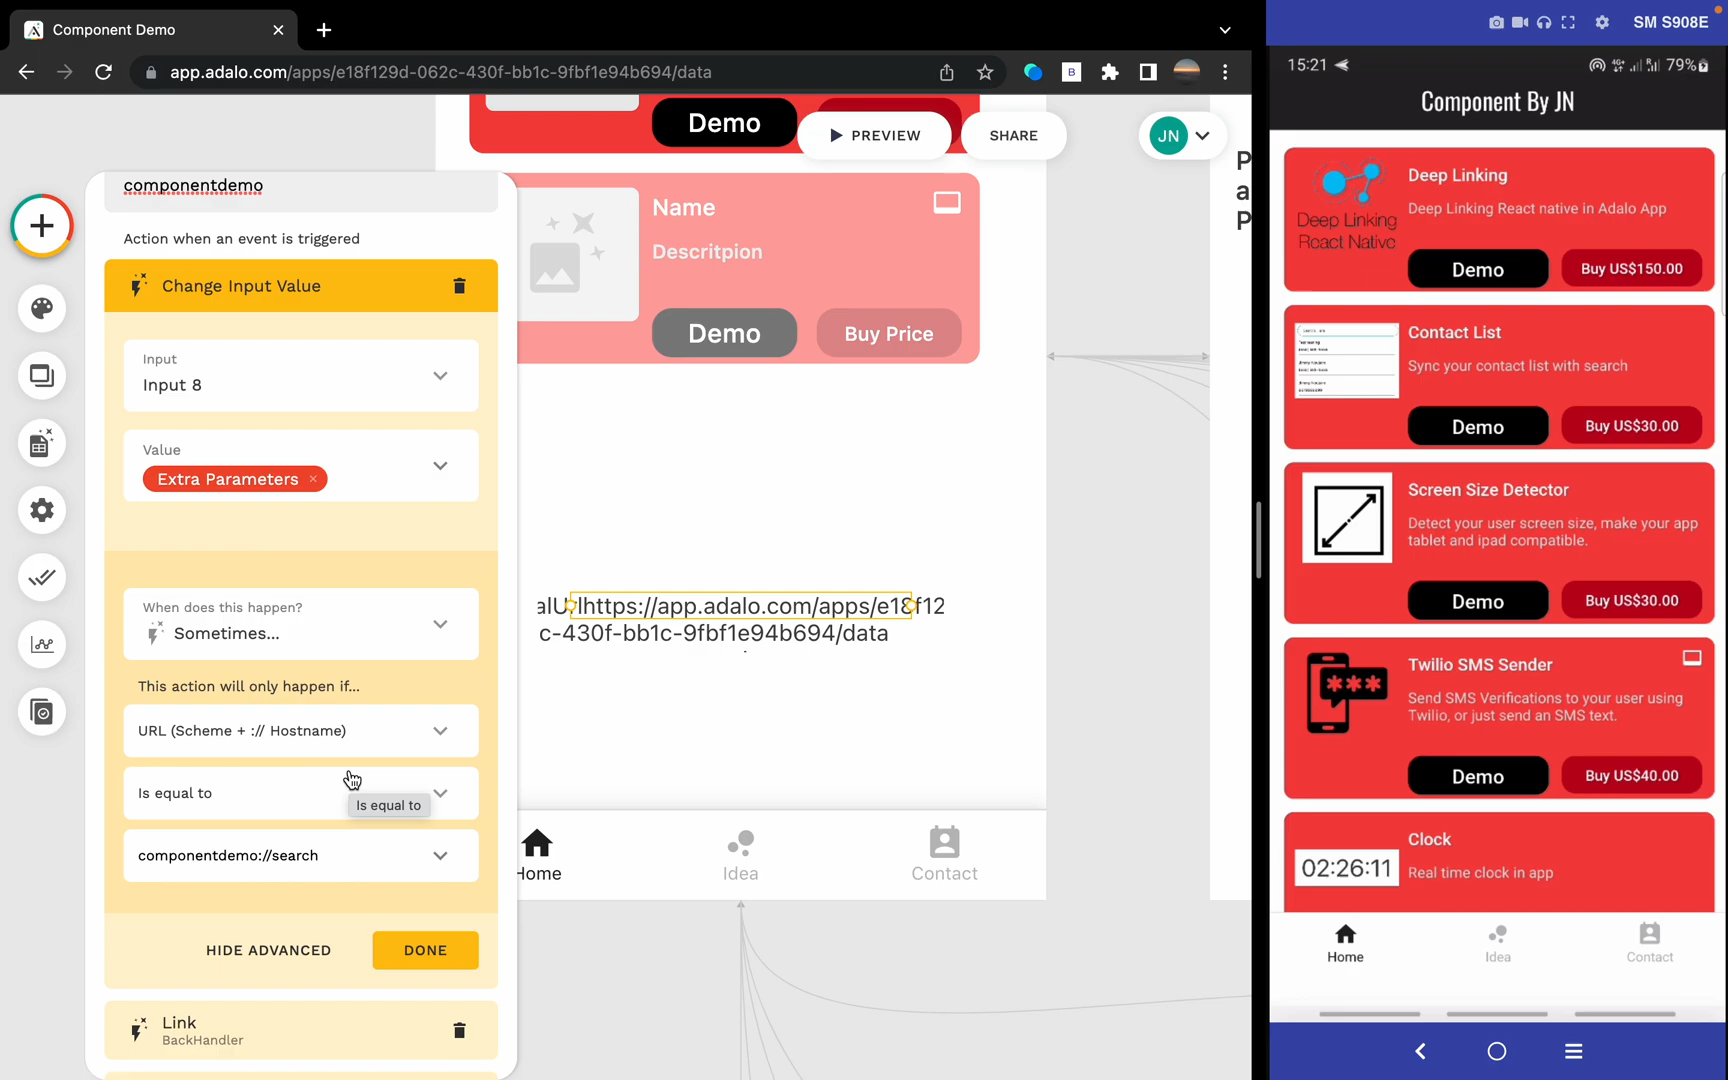 Component Demo
app.adalo.com/apps/e18f129d-062c-430f-bb1c-9fbf1e94b694/data
B
SM S908E
15:21
79%
Component By JN
Demo
PREVIEW
SHARE
JN
componentdemo
Action when an event is triggered
Change Input Value
Input
Input 8
Value
Extra Parameters ×
When does this happen?
Sometimes...
This action will only happen if...
URL (Scheme + :// Hostname)
Is equal to
Is equal to
componentdemo://search
HIDE ADVANCED
DONE
Link
BackHandler
Name
Descritpion
Demo
Buy Price
https://app.adalo.com/apps/e18f12
c-430f-bb1c-9fbf1e94b694/data
Home
Idea
Contact
P
a
P
Deep Linking
React Native
Deep Linking
Deep Linking React native in Adalo App
Demo
Buy US$150.00
Contact List
Sync your contact list with search
Demo
Buy US$30.00
Screen Size Detector
Detect your user screen size, make your app
tablet and ipad compatible.
Demo
Buy US$30.00
***
Twilio SMS Sender
Send SMS Verifications to your user using
Twilio, or just send an SMS text.
Demo
Buy US$40.00
02:26:11
Clock
Real time clock in app
Home
Idea
Contact